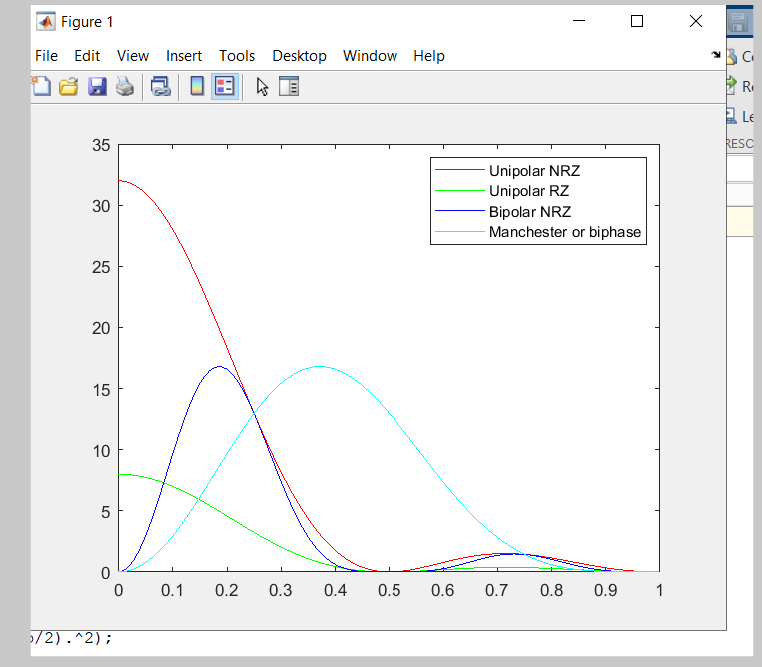 Figure 1
File Edit View Insert Tools Desktop Window Help
35
30
25
20
15
10
5
0
Unipolar NRZ
Unipolar RZ
Bipolar NRZ
Manchester or biphase
0 0.1 0.2 0.3 0.4 0.5 0.6 0.7 0.8 0.9 1
/2).^2);